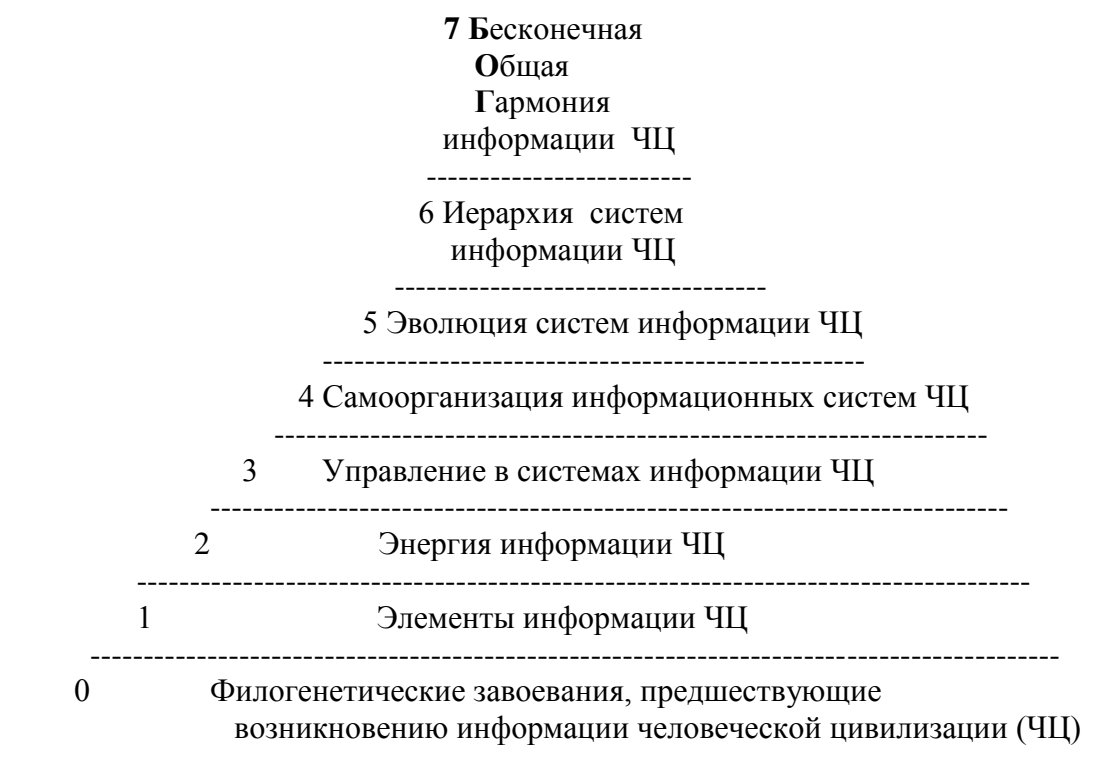 7 Бесконечная
Общая
Гармония
информации ЧЦ
-------------------------
6 Иерархия систем
информации ЧЦ
-----------------------------------
5 Эволюция систем информации ЧЦ
---------------------------------------------------
4 Самоорганизация информационных систем ЧЦ
-------------------------------------------------------------------
3 Управление в системах информации ЧЦ
---------------------------------------------------------------------------
2 Энергия информации ЧЦ
------------------------------------------------------------------------------------
1 Элементы информации ЧЦ
-------------------------------------------------------------------------------------------
0 Филогенетические завоевания, предшествующие
возникновению информации человеческой цивилизации (ЧЦ)